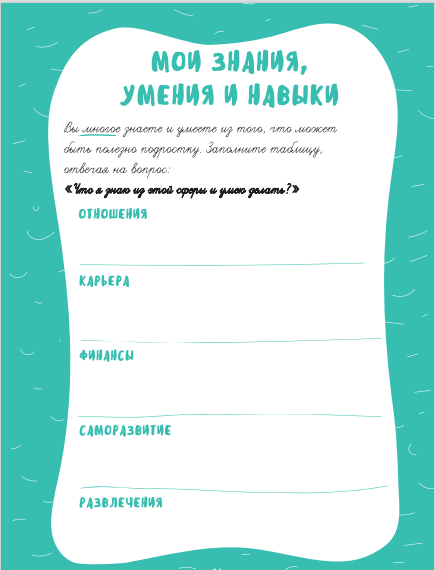 МОИ ЗНАНИЯ,
УМЕНИЯ И НАВЫКИ
Вы многое знаете и умеете из того, что может
быть полезно подростку. Заполните таблицу,
отвечая на вопрос:
«Что я знаю из этой сферы и умею делать?»
ОТНОШЕНИЯ
КАРЬЕРА
ФИНАНСЫ
САМОРАЗВИТИЕ
РАЗВЛЕЧЕНИЯ